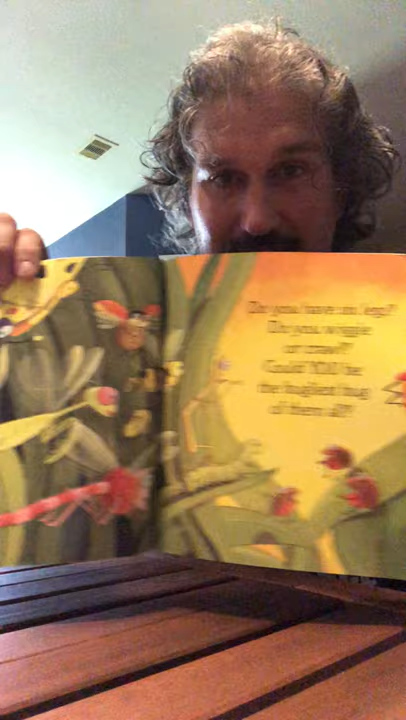 Do you have no legs?
Do you wiggle
or crawl?
Could YOU be
the bugliest bug
of them all?